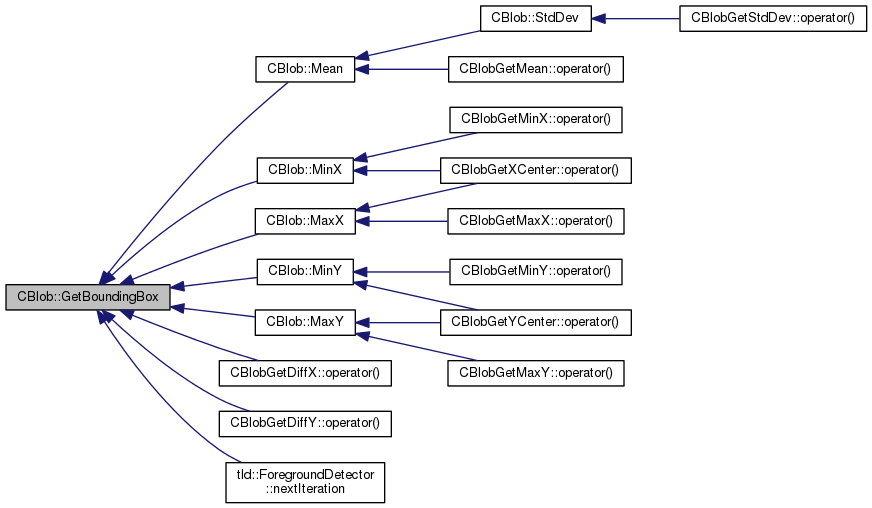 CBlob::StdDev
CBlobGetStdDev::operator()
CBlob::Mean
CBlobGetMean::operator()
CBlobGetMinX::operator()
CBlob::MinX
CBlobGetXCenter::operator()
CBlob::MaxX
CBlobGetMaxX::operator()
CBlob::MinY
CBlobGetMinY::operator()
CBlob::GetBoundingBox
CBlob::MaxY
CBlobGetYCenter::operator()
CBlobGetDiffX::operator()
CBlobGetMaxY::operator()
CBlobGetDiffY::operator()
tld::ForegroundDetector
::nextIteration